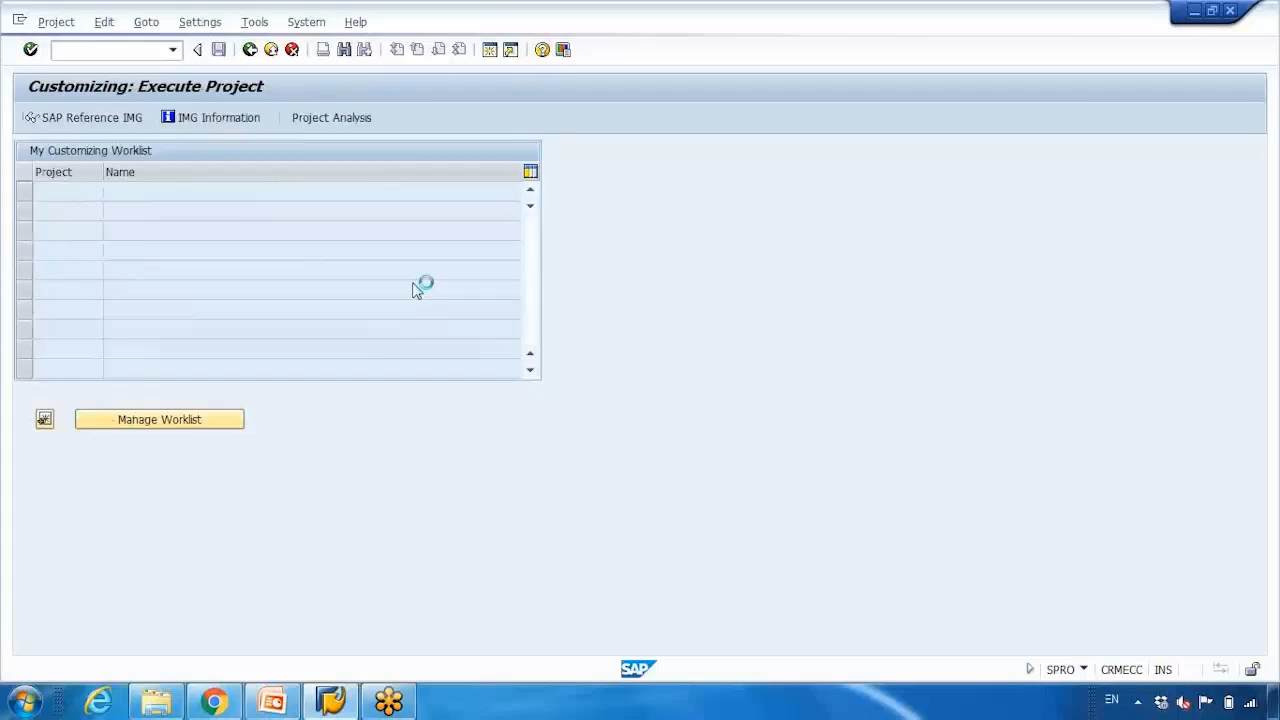 Project Edit Goto Settings Tools System Help
Customizing: Execute Project
SAP Reference IMG IMG Information Project Analysis
My Customizing Worklist
Project Name
Manage Worklist
SAP SPRO CRMECC INS
EN